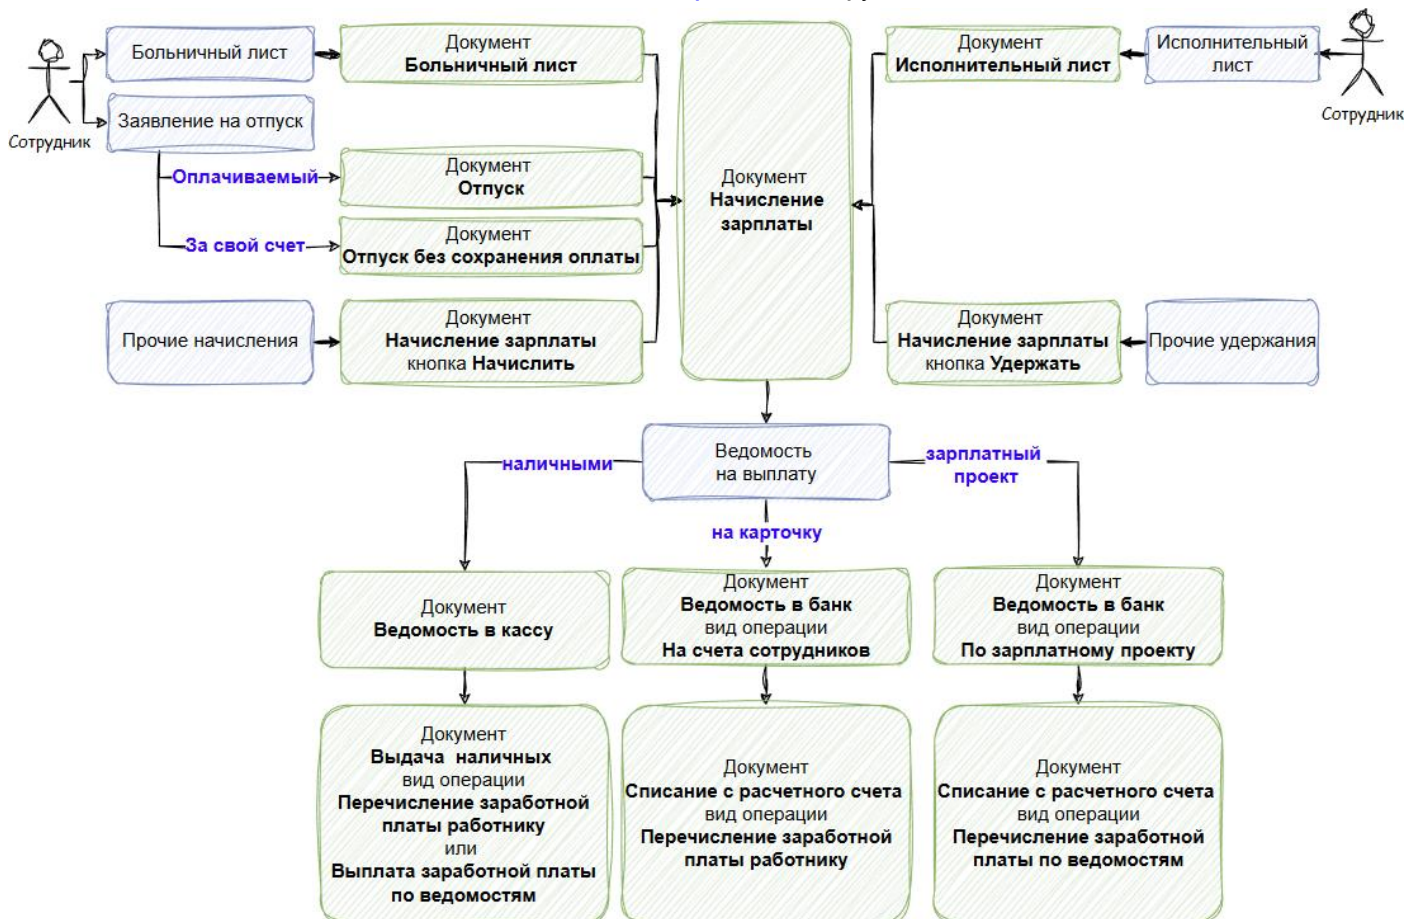 Больничный лист
Документ
Больничный лист
Документ
Исполнительный лист
Исполнительный
лист
Сотрудник
Сотрудник
Заявление на отпуск
Оплачиваемый
Документ
Отпуск
За свой счет
Документ
Отпуск без сохранения оплаты
Документ
Начисление
зарплаты
Прочие начисления
Документ
Начисление зарплаты
кнопка Начислить
Документ
Начисление зарплаты
кнопка Удержать
Прочие удержания
Ведомость
на выплату
наличными
на карточку
зарплатный
проект
Документ
Ведомость в кассу
Документ
Ведомость в банк
вид операции
На счета сотрудников
Документ
Ведомость в банк
вид операции
По зарплатному проекту
Документ
Выдача наличных
вид операции
Перечисление заработной
платы работнику
или
Выплата заработной платы
по ведомостям
Документ
Списание с расчетного счета
вид операции
Перечисление заработной
платы работнику
Документ
Списание с расчетного счета
вид операции
Перечисление заработной
платы по ведомостям